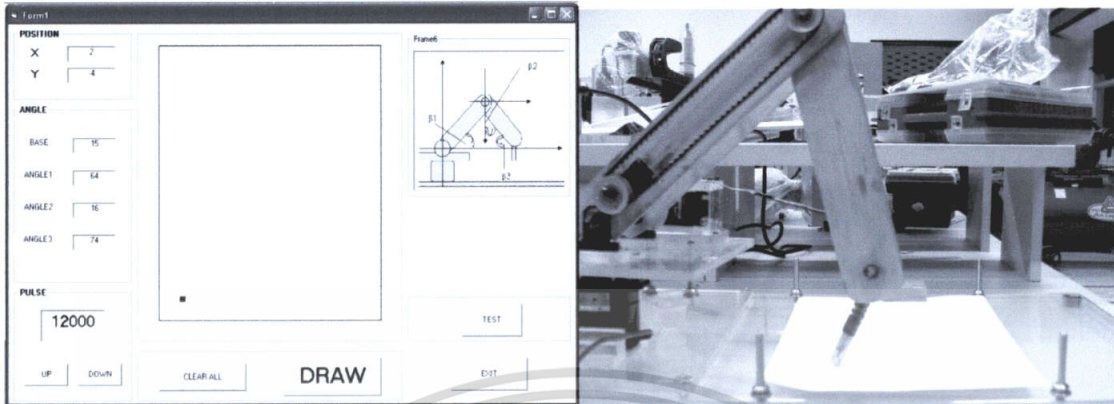 Form1
POSITION
X 2
Y 4
ANGLE
BASE 15
ANGLE1 64
ANGLE2 16
ANGLE3 74
PULSE
12000
UP DOWN
CLEAR ALL
DRAW
Frame6
β2
β1
TEST
EXIT